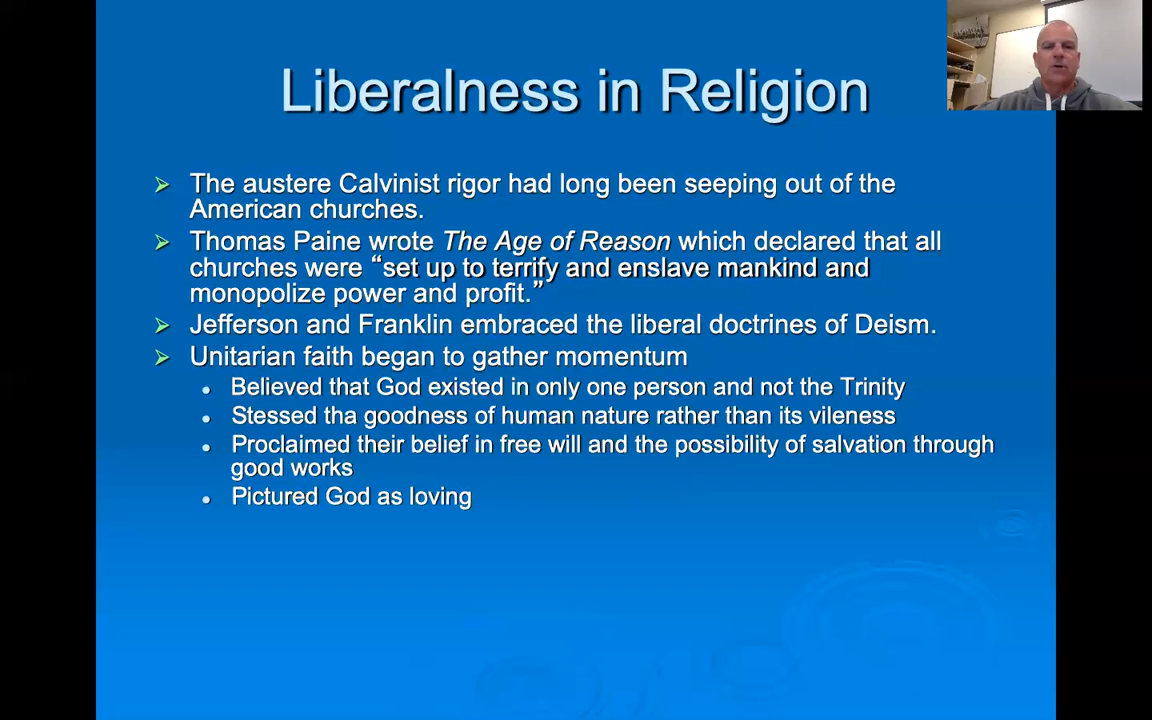 Liberalness in Religion
The austere Calvinist rigor had long been seeping out of the
American churches.
Thomas Paine wrote The Age of Reason which declared that all
churches were “set up to terrify and enslave mankind and
monopolize power and profit.”
Jefferson and Franklin embraced the liberal doctrines of Deism.
Unitarian faith began to gather momentum
Believed that God existed in only one person and not the Trinity
Stessed tha goodness of human nature rather than its vileness
Proclaimed their belief in free will and the possibility of salvation through
good works
Pictured God as loving